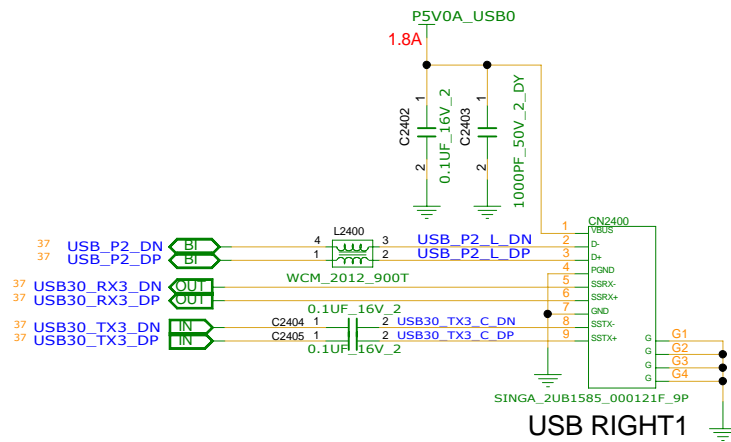 P5V0A_USB0
1.8A
1
1
C2402
0.1UF_16V_2
C2403
1000PF_50V_2_DY
2
2
CN2400
37 USB_P2_DN BI 4 L2400 3 USB_P2_L_DN 2 D-
1 VBUS
37 USB_P2_DP BI 1 2 USB_P2_L_DP 3 D+
WCM_2012_900T
4 PGND
37 USB30_RX3_DN OUT 5 SSRX-
37 USB30_RX3_DP OUT 6 SSRX+
0.1UF_16V_2
7 GND
37 USB30_TX3_DN IN C2404 1 2 USB30_TX3_C_DN 8 SSTX-
37 USB30_TX3_DP IN C2405 1 2 USB30_TX3_C_DP 9 SSTX+
0.1UF_16V_2
G G1
G G2
G G3
G G4
SINGA_2UB1585_000121F_9P
USB RIGHT1